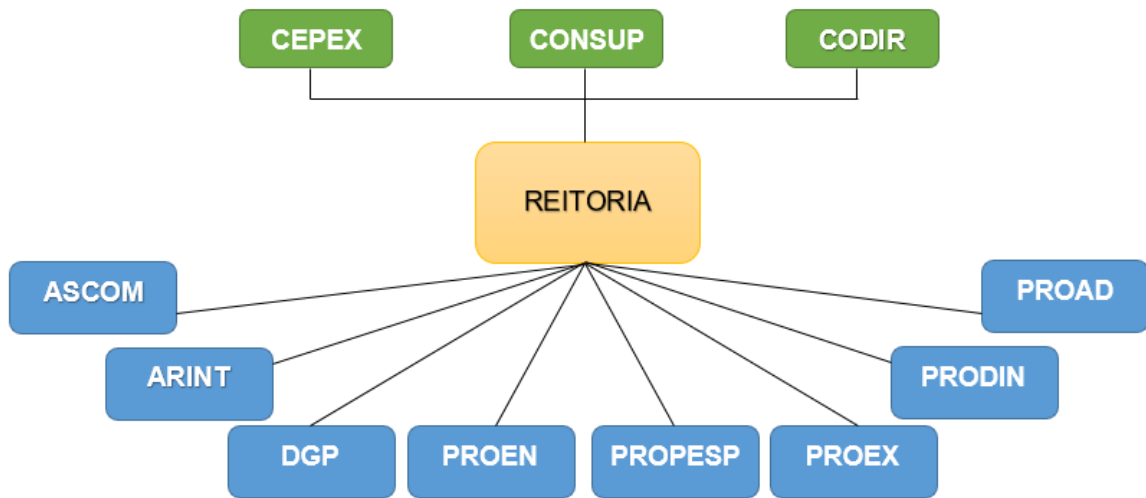 CEPEX
CONSUP
CODIR
REITORIA
ASCOM
PROAD
ARINT
PRODIN
DGP
PROEN
PROPESP
PROEX